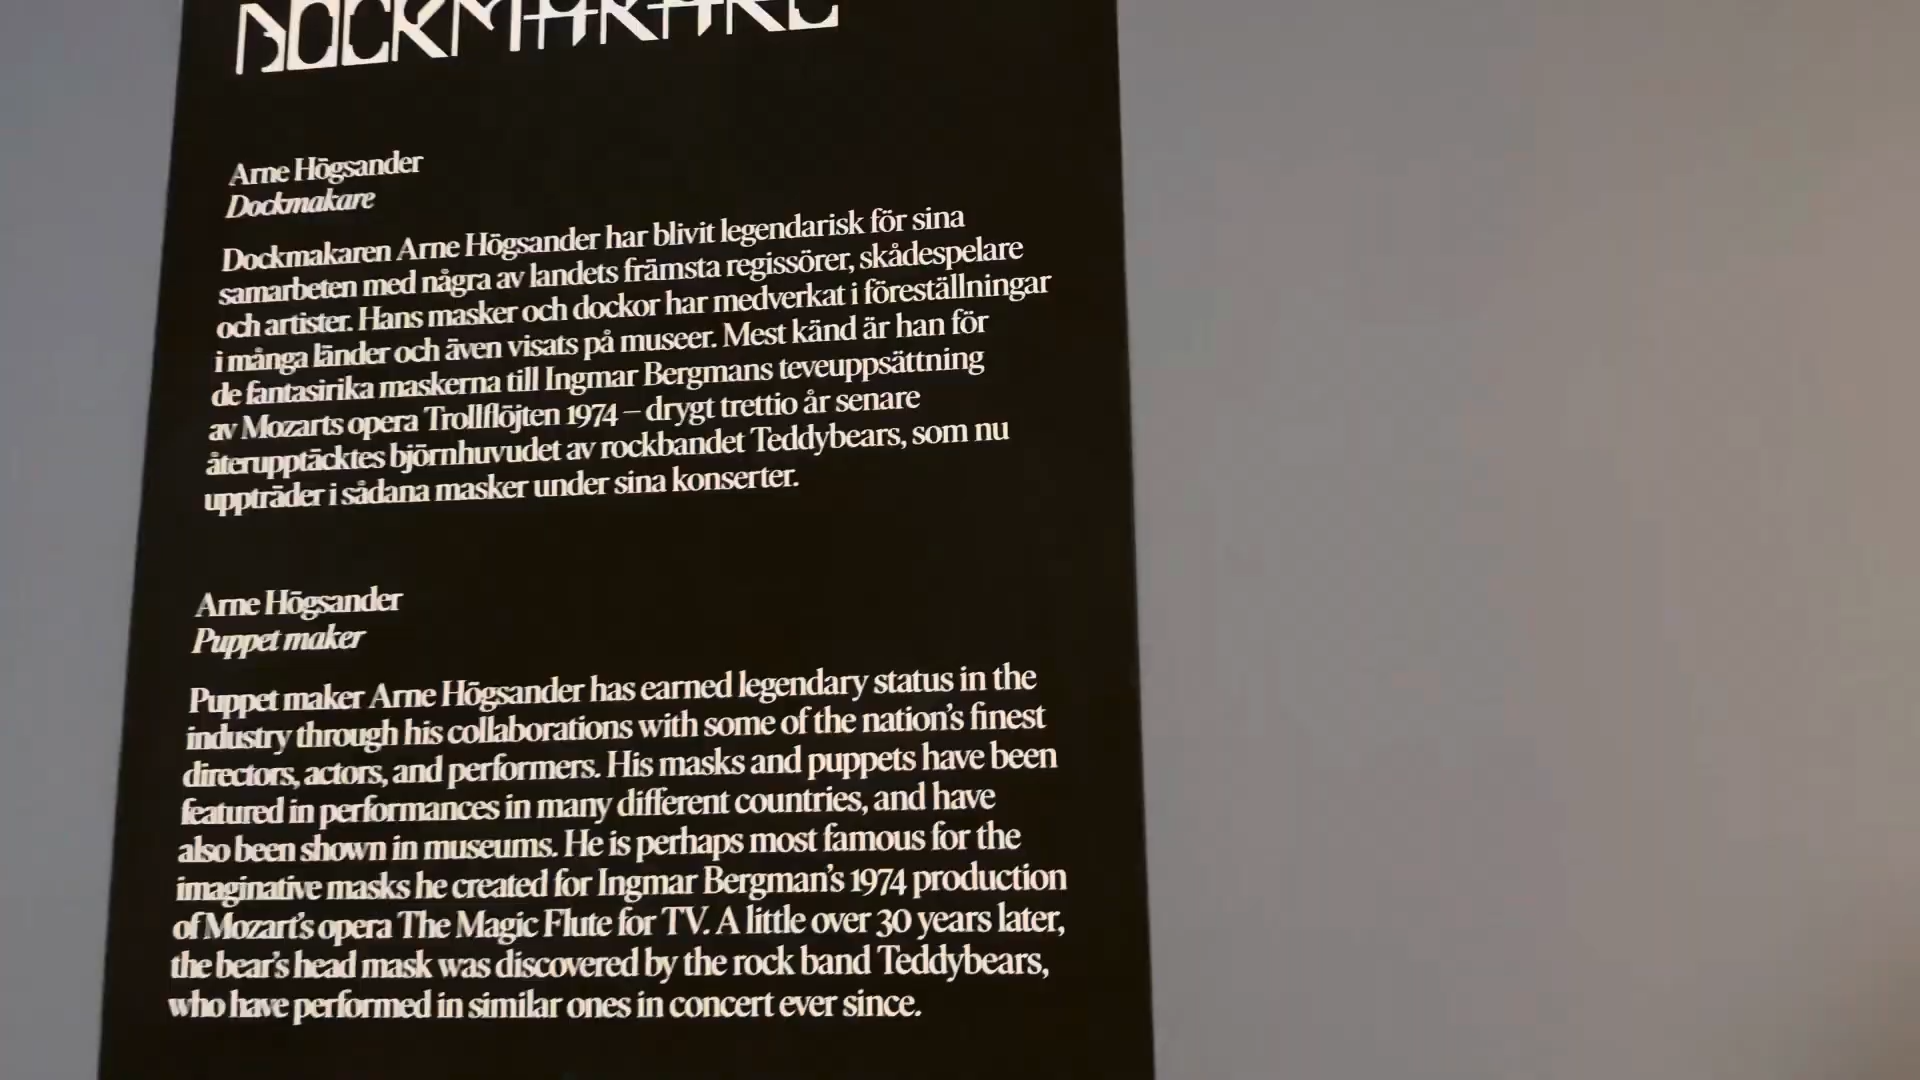 DOCKMAKARE
Arne Högsander
Dockmakare
Dockmakaren Arne Högsander har blivit legendarisk för sina
samarbeten med några av landets främsta regissörer, skådespelare
och artister. Hans masker och dockor har medverkat i föreställningar
i många länder och även visats på museer. Mest känd är han för
de fantasirika maskerna till Ingmar Bergmans teveuppsättning
av Mozarts opera Trollflöjten 1974 – drygt trettio år senare
återupptäcktes björnhuvudet av rockbandet Teddybears, som nu
uppträder i sådana masker under sina konserter.
Arne Högsander
Puppet maker
Puppet maker Arne Högsander has earned legendary status in the
industry through his collaborations with some of the nation's finest
directors, actors, and performers. His masks and puppets have been
featured in performances in many different countries, and have
also been shown in museums. He is perhaps most famous for the
imaginative masks he created for Ingmar Bergman's 1974 production
of Mozart's opera The Magic Flute for TV. A little over 30 years later,
the bear's head mask was discovered by the rock band Teddybears,
who have performed in similar ones in concert ever since.